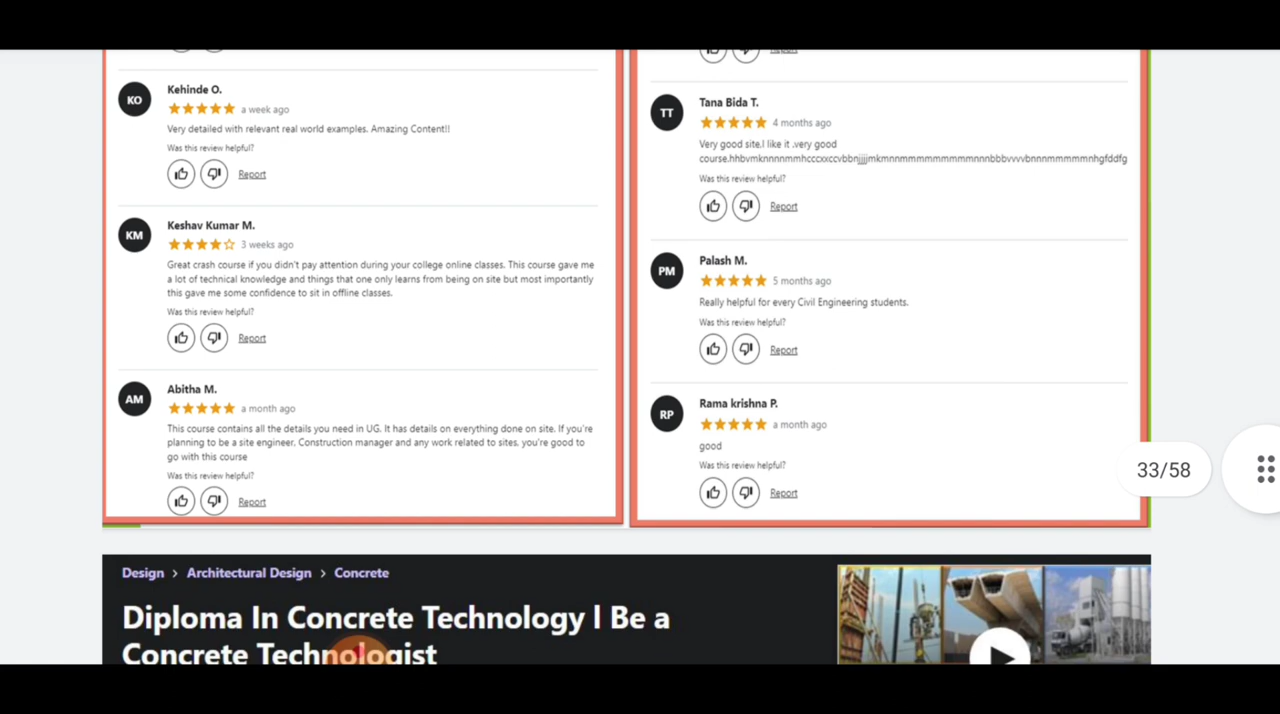 KO
Kehinde O.
a week ago
Very detailed with relevant real world examples. Amazing Content!!
Was this review helpful?
Report
KM
Keshav Kumar M.
3 weeks ago
Great crash course if you didn't pay attention during your college online classes. This course gave me
a lot of technical knowledge and things that one only learns from being on site but most importantly
this gave me some confidence to sit in offline classes.
Was this review helpful?
Report
AM
Abitha M.
a month ago
This course contains all the details you need in UG. It has details on everything done on site. If you're
planning to be a site engineer, Construction manager and any work related to sites, you're good to
go with this course
Was this review helpful?
Report
Report
TT
Tana Bida T.
4 months ago
Very good site,I like it .very good
Was this review helpful?
Report
PM
Palash M.
5 months ago
Really helpful for every Civil Engineering students.
Was this review helpful?
Report
RP
Rama krishna P.
a month ago
good
Was this review helpful?
Report
33/58
Design > Architectural Design > Concrete
Diploma In Concrete Technology l Be a
Concrete Technologist